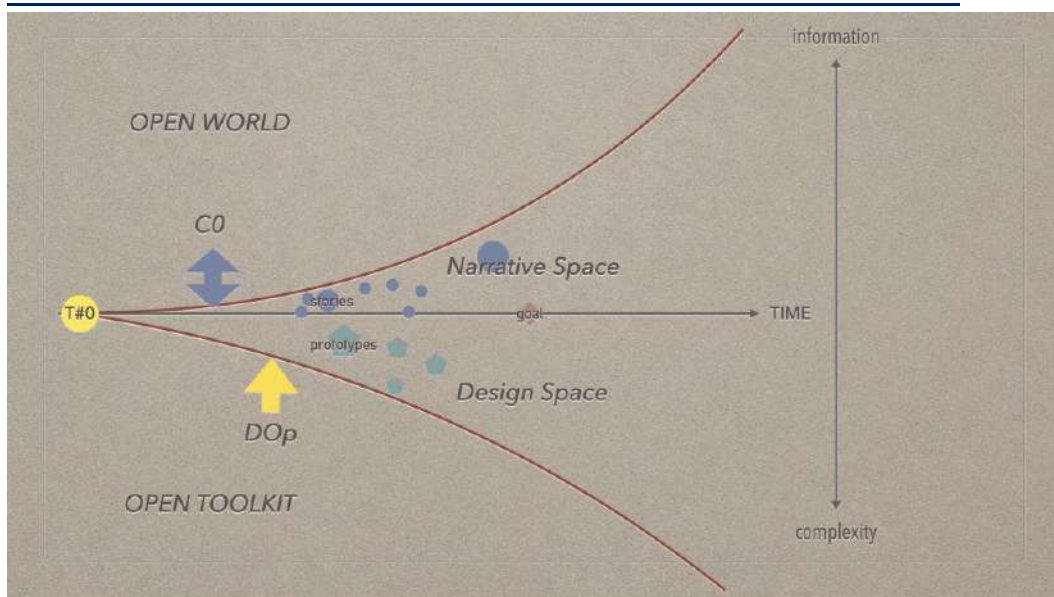 information
OPEN WORLD
C0
Narrative Space
stories
T#0
goal
TIME
prototypes
Design Space
DOp
OPEN TOOLKIT
complexity